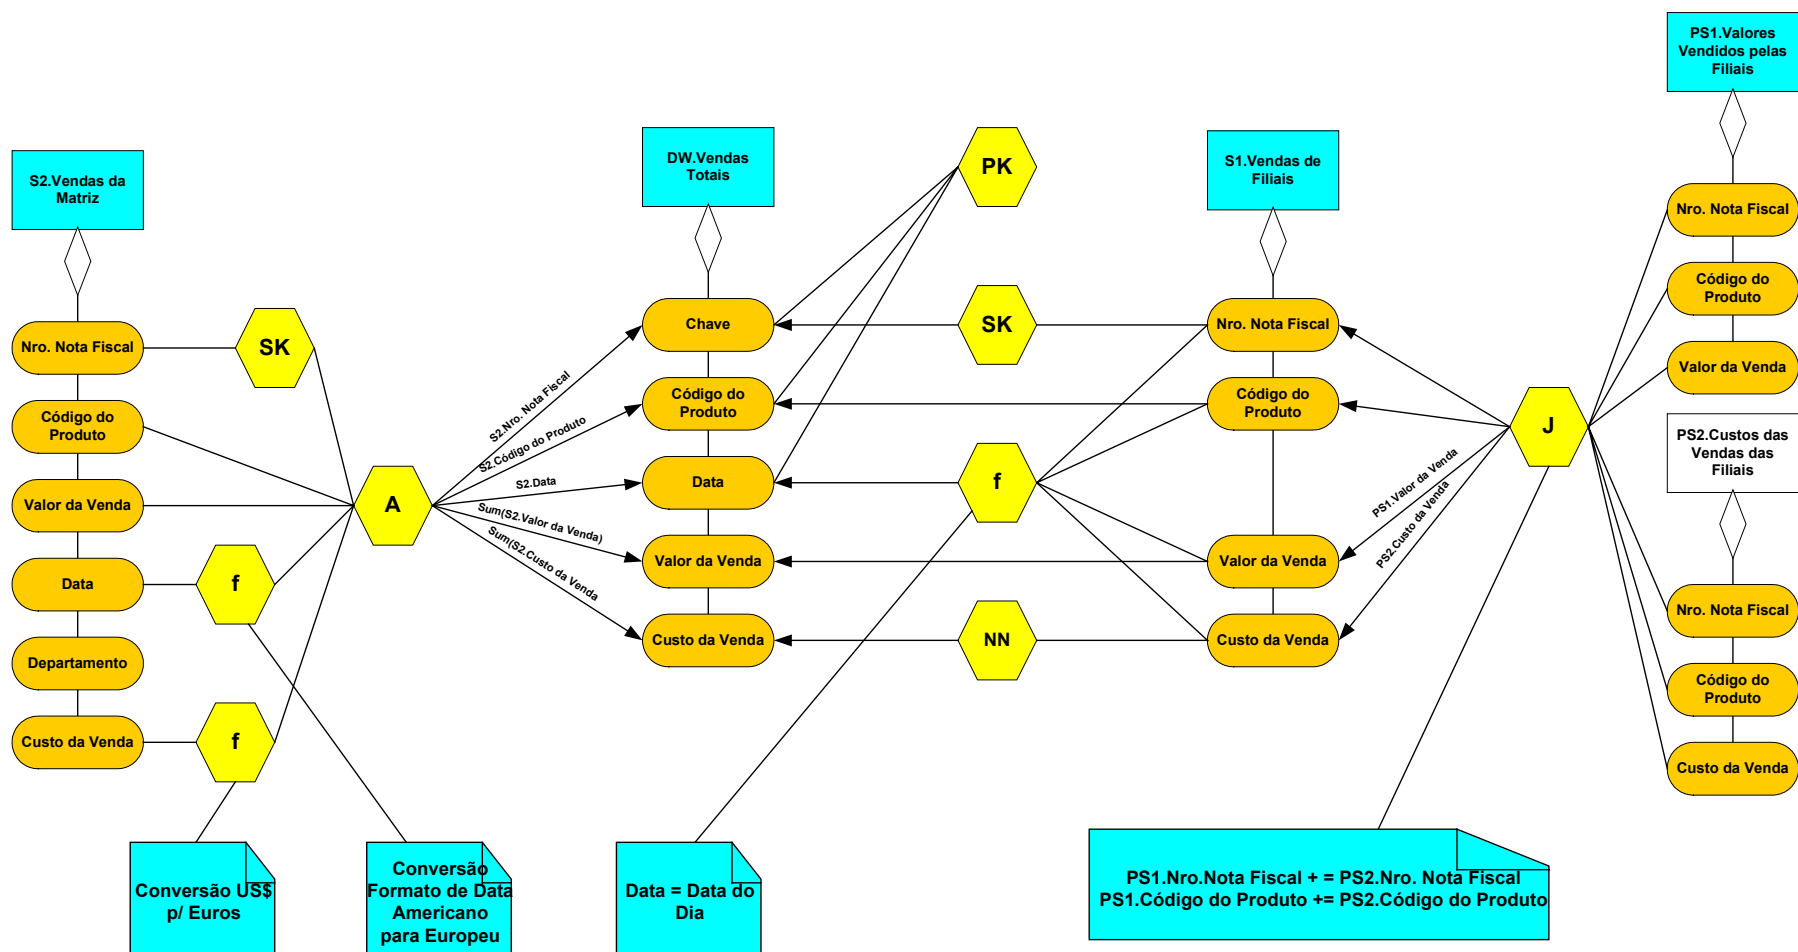 PS1.Valores
Vendidos pelas
Filiais
S2.Vendas da
Matriz
DW.Vendas
Totais
PK
S1.Vendas de
Filiais
Nro. Nota Fiscal
SK
Chave
SK
Nro. Nota Fiscal
Nro. Nota Fiscal
Código do
Produto
Valor da Venda
Código do
Produto
S2.Nro. Nota Fiscal
Código do
Produto
Código do
Produto
J
PS2.Custos das
Vendas das
Filiais
S2.Código do Produto
Valor da Venda
A
S2.Data
Data
f
PS1.Valor da Venda
PS2.Custo da Venda
Sum(S2.Valor da Venda)
Sum(S2.Custo da Venda
Data
f
Valor da Venda
Valor da Venda
Nro. Nota Fiscal
Departamento
Custo da Venda
NN
Custo da Venda
Código do
Produto
Custo da Venda
f
Custo da Venda
Conversão US$
p/ Euros
Conversão
Formato de Data
Americano
para Europeu
Data = Data do
Dia
PS1.Nro.Nota Fiscal + = PS2.Nro. Nota Fiscal
PS1.Código do Produto += PS2.Código do Produto